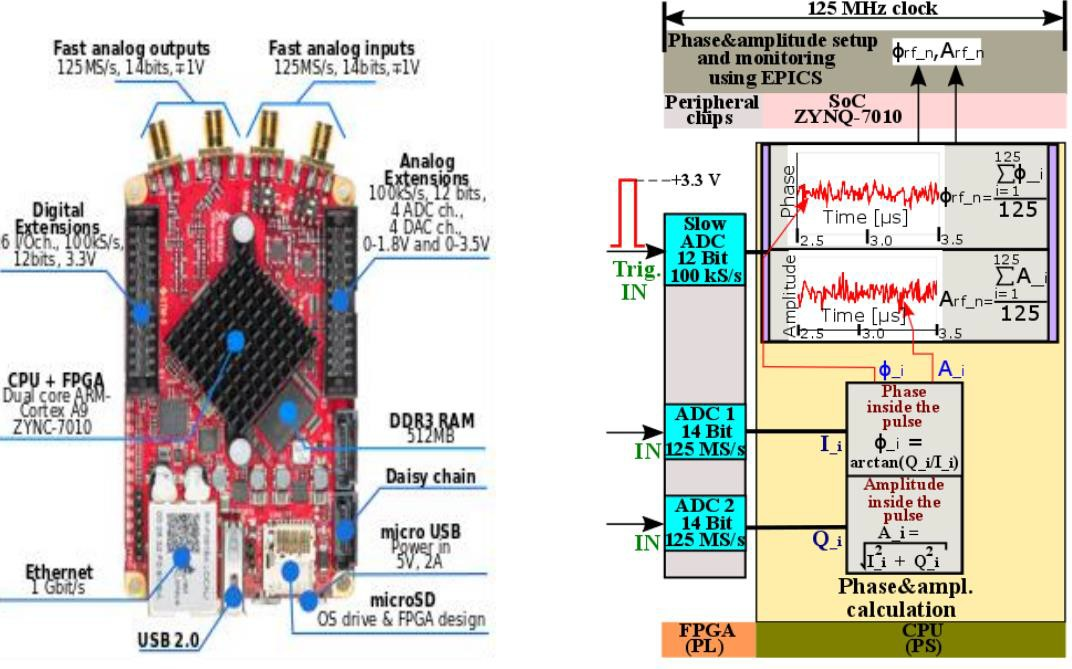 Fast analog outputs
125MS/s, 14bits,∓1V
Fast analog inputs
125MS/s, 14bits,∓1V
Digital
Extensions
6 I/Och., 100kS/s,
12bits, 3.3V
Analog
Extensions
100kS/s, 12 bits,
4 ADC ch.,
4 DAC ch.,
0-1.8V and 0-3.5V
CPU + FPGA
Dual core ARM-
Cortex A9
ZYNC-7010
DDR3 RAM
512MB
Daisy chain
micro USB
Power in
5V, 2A
Ethernet
1 Gbit/s
microSD
OS drive & FPGA design
USB 2.0
125 MHz clock
Phase&amplitude setup
and monitoring
using EPICS
ϕrf_n,Arf_n
Peripheral
chips
SoC
ZYNQ-7010
+3.3 V
Trig.
IN
Slow
ADC
12 Bit
100 kS/s
Phase
Time [µs]
2.5 3.0 3.5
ϕrf_n=
125
∑ϕ_i
i=1
125
Amplitude
Time [µs]
2.5 3.0 3.5
Arf_n=
125
∑A_i
i=1
125
ϕ_i A_i
IN
ADC 1
14 Bit
125 MS/s
I_i
Phase
inside the
pulse
ϕ_i =
arctan(Q_i/I_i)
IN
ADC 2
14 Bit
125 MS/s
Q_i
Amplitude
inside the
pulse
A_i =
√I²_i + Q²_i
Phase&ampl.
calculation
FPGA
(PL)
CPU
(PS)